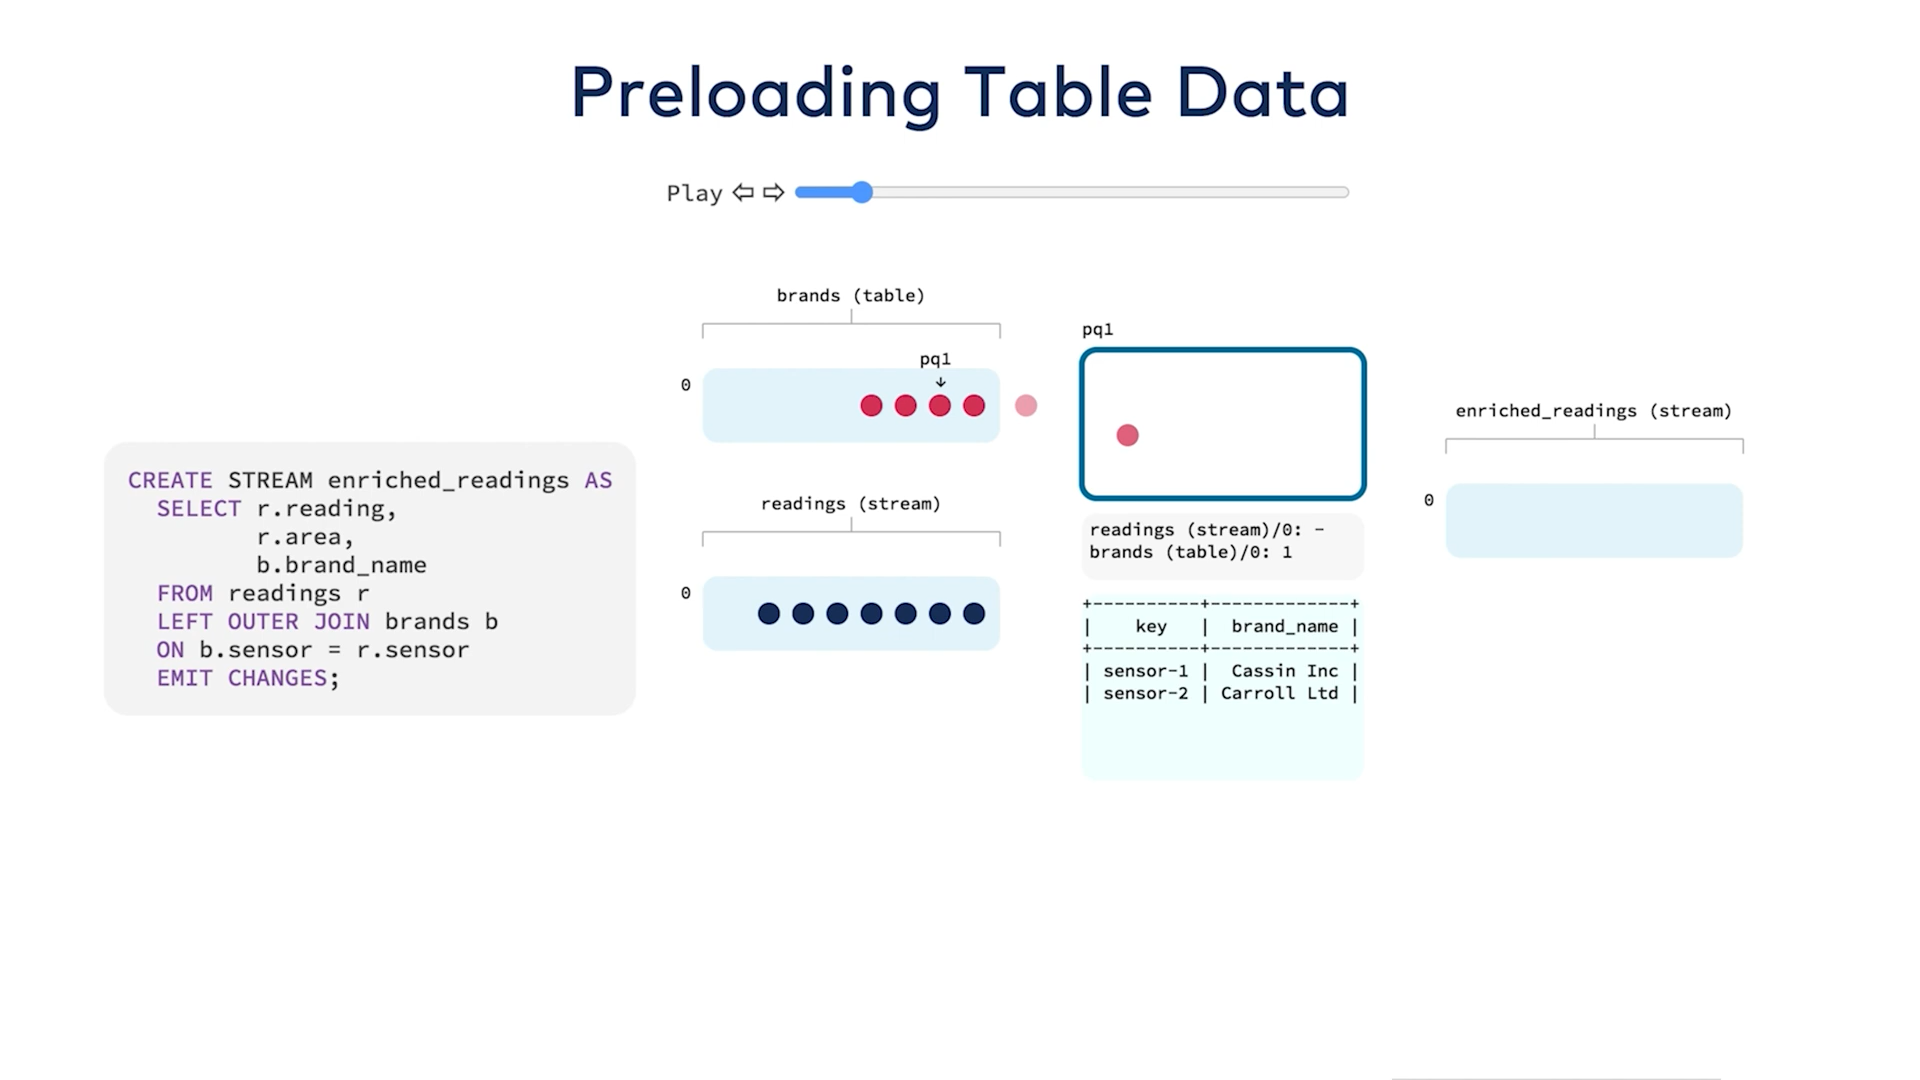 Preloading Table Data
Play ⇦ ⇨
CREATE STREAM enriched_readings AS
SELECT r.reading,
r.area,
b.brand_name
FROM readings r
LEFT OUTER JOIN brands b
ON b.sensor = r.sensor
EMIT CHANGES;
brands (table)
pq1
↓
0
readings (stream)
0
pq1
readings (stream)/0: -
brands (table)/0: 1
+----------+-------------+
| key | brand_name |
+----------+-------------+
| sensor-1 | Cassin Inc |
| sensor-2 | Carroll Ltd |
enriched_readings (stream)
0